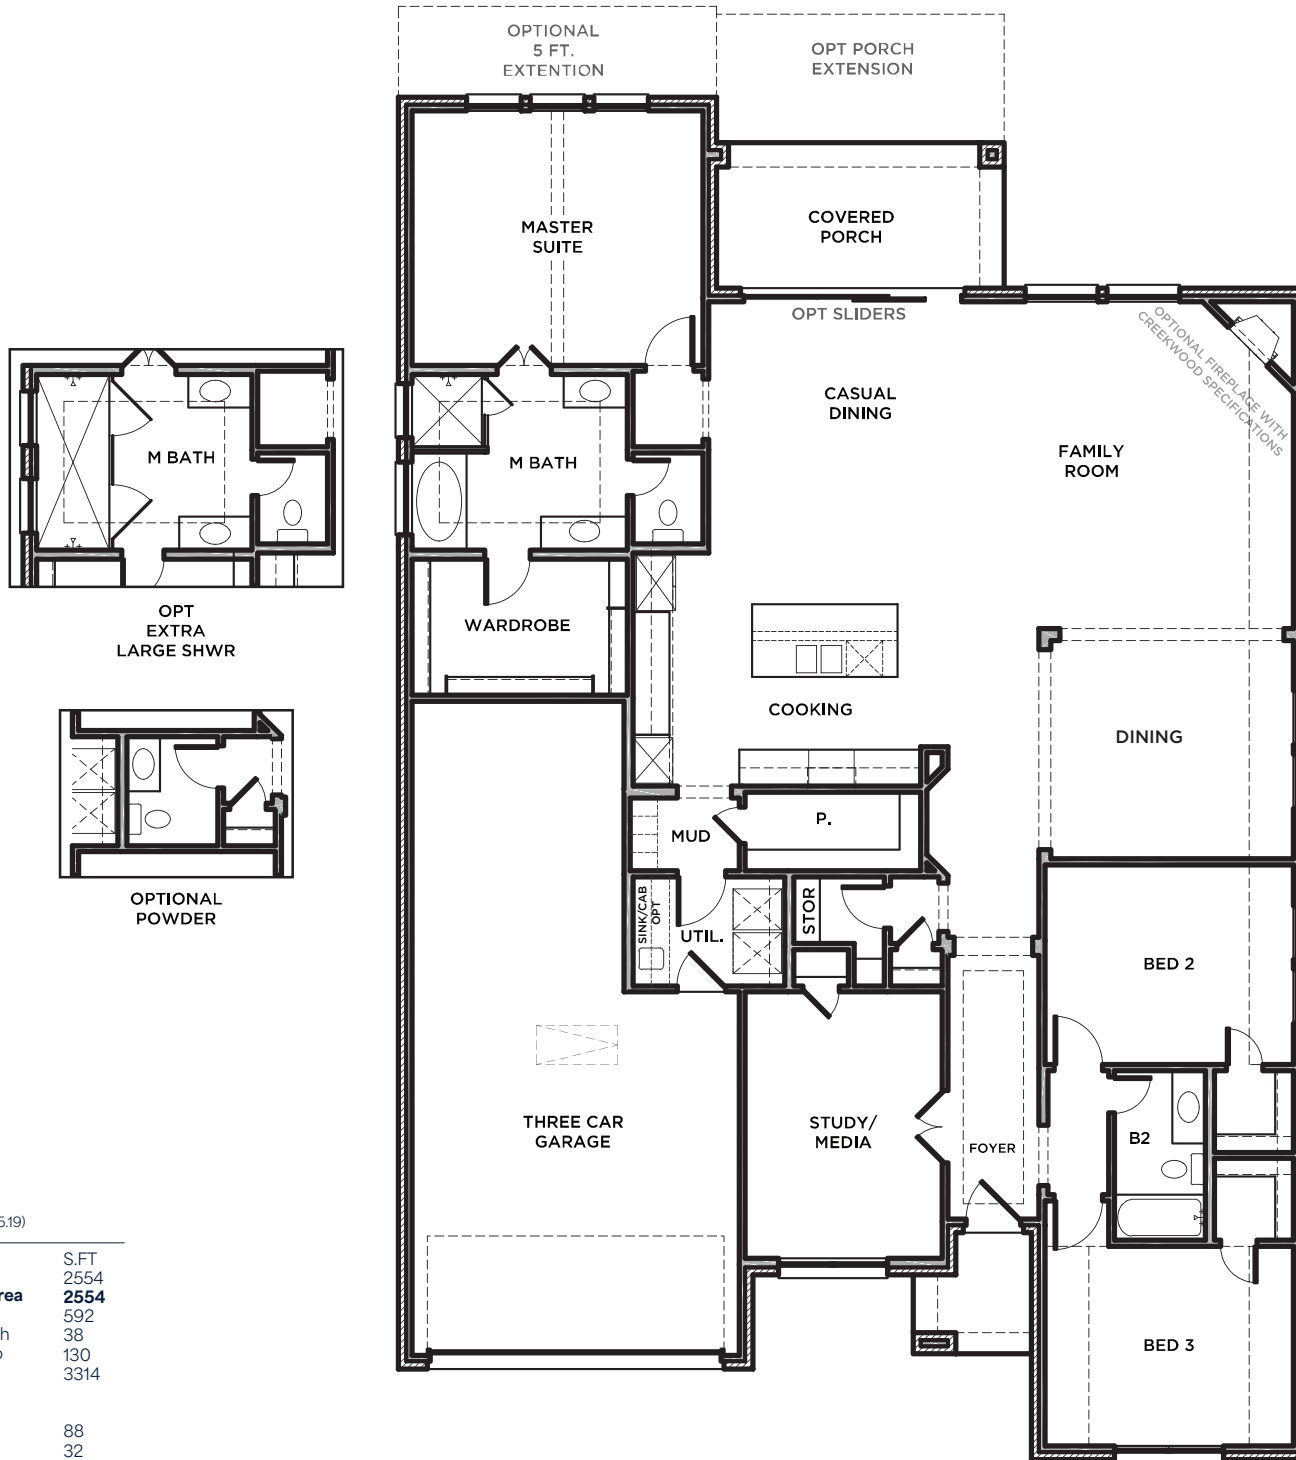 OPTIONAL
5 FT.
EXTENTION
OPT PORCH
EXTENSION
MASTER
SUITE
COVERED
PORCH
OPT SLIDERS
OPTIONAL FIREPLACE WITH
CREEKWOOD SPECIFICATIONS
CASUAL
DINING
FAMILY
ROOM
M BATH
M BATH
OPT
EXTRA
LARGE SHWR
WARDROBE
COOKING
DINING
OPTIONAL
POWDER
MUD
P.
SINK/CAB
OPT
UTIL.
STOR
BED 2
THREE CAR
GARAGE
STUDY/
MEDIA
FOYER
B2
BED 3
5.19)
S.FT
2554
rea 2554
592
h 38
o 130
3314
88
32